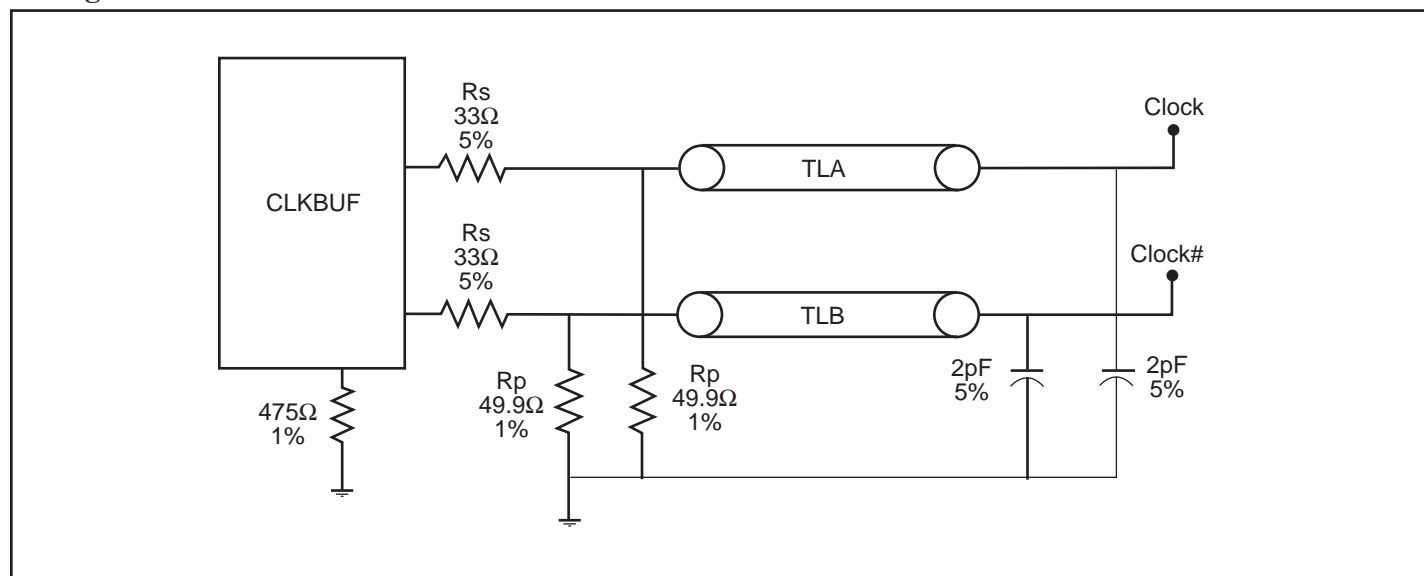 Rs
33Ω
5%
Clock
TLA
CLKBUF
Rs
33Ω
5%
Clock#
TLB
Rp
49.9Ω
1%
Rp
49.9Ω
1%
2pF
5%
2pF
5%
475Ω
1%